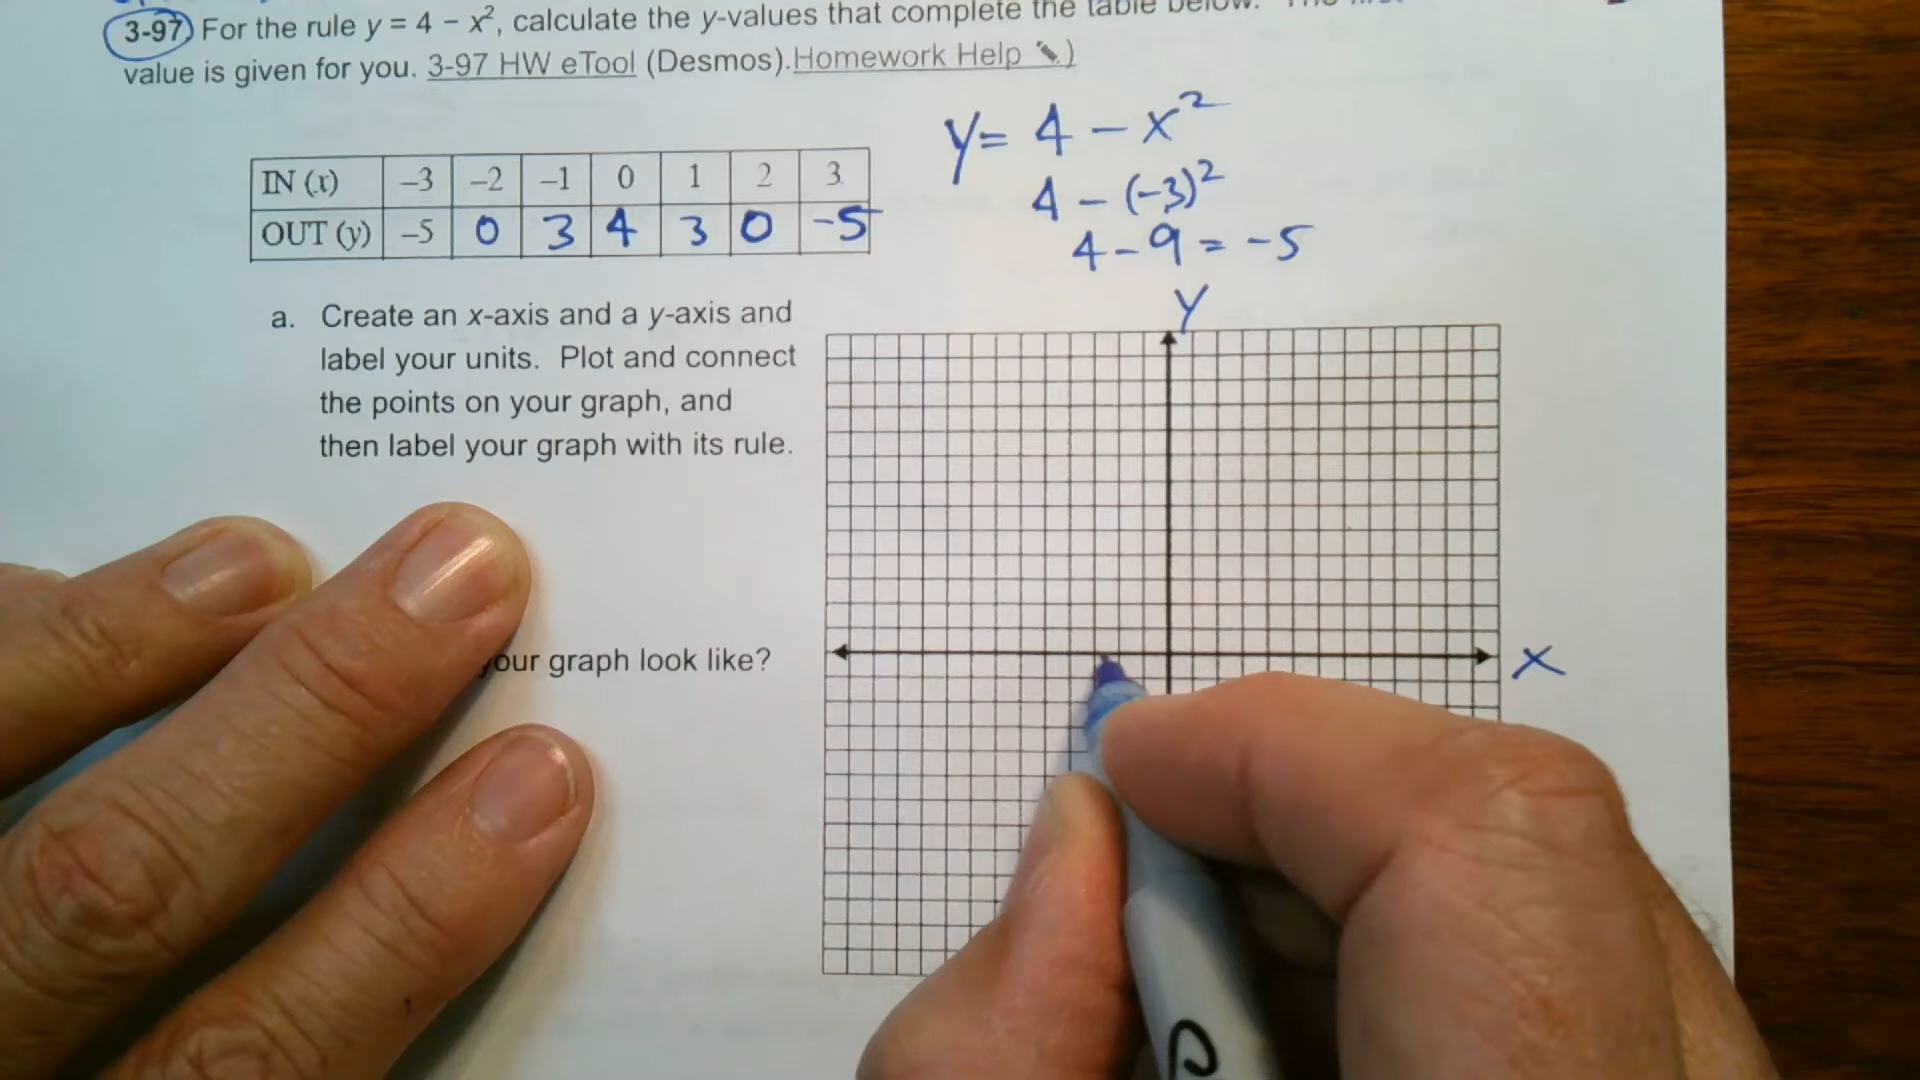 3-97) For the rule y = 4 − x², calculate the y-values that complete the table below.
value is given for you. 3-97 HW eTool (Desmos).Homework Help ✎.)
y= 4 − x²
4 − (−3)²
4 − 9 = −5
IN (x) −3 −2 −1 0 1 2 3
OUT (y) −5 0 3 4 3 0 −5
a. Create an x-axis and a y-axis and
label your units. Plot and connect
the points on your graph, and
then label your graph with its rule.
Y
your graph look like?
X